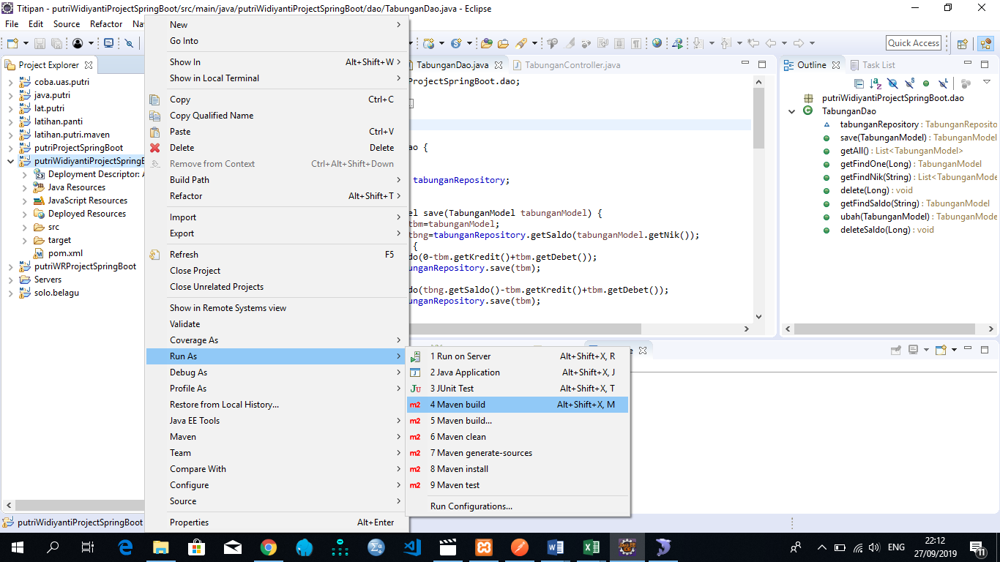 Titipan - putriWidiyantiProjectSpringBoot/src/main/java/putriWidiyantiProjectSpringBoot/dao/TabunganDao.java - Eclipse
File Edit Source Refactor Na
Quick Access
Project Explorer
coba.uas.putri
java.putri
lat.putri
latihan.panti
latihan.putri.maven
putriProjectSpringBoot
putriWidiyantiProjectSpringB
Deployment Descriptor: A
Java Resources
JavaScript Resources
Deployed Resources
src
target
pom.xml
putriWRProjectSpringBoot
Servers
solo.belagu
putriWidiyantiProjectSpringBoot
New
Go Into
Show In Alt+Shift+W
Show in Local Terminal
Copy Ctrl+C
Copy Qualified Name
Paste Ctrl+V
Delete Delete
Remove from Context Ctrl+Alt+Shift+Down
Build Path
Refactor Alt+Shift+T
Import
Export
Refresh F5
Close Project
Close Unrelated Projects
Show in Remote Systems view
Validate
Coverage As
Run As
Debug As
Profile As
Restore from Local History...
Java EE Tools
Maven
Team
Compare With
Configure
Source
Properties Alt+Enter
1 Run on Server Alt+Shift+X, R
2 Java Application Alt+Shift+X, J
3 JUnit Test Alt+Shift+X, T
m2 4 Maven build Alt+Shift+X, M
m2 5 Maven build...
m2 6 Maven clean
m2 7 Maven generate-sources
m2 8 Maven install
m2 9 Maven test
Run Configurations...
TabunganDao.java TabunganController.java
rojectSpringBoot.dao;
ao {
tabunganRepository;
el save(TabunganModel tabunganModel) {
tbm=tabunganModel;
tbng=tabunganRepository.getSaldo(tabunganModel.getNik());
{
do(0-tbm.getKredit()+tbm.getDebet());
unganRepository.save(tbm);
do(tbng.getSaldo()-tbm.getKredit()+tbm.getDebet());
unganRepository.save(tbm);
Outline Task List
putriWidiyantiProjectSpringBoot.dao
TabunganDao
tabunganRepository : TabunganReposito
save(TabunganModel) : TabunganModel
getAll() : List<TabunganModel>
getFindOne(Long) : TabunganModel
getFindNik(String) : List<TabunganMode
delete(Long) : void
getFindSaldo(String) : TabunganModel
ubah(TabunganModel) : TabunganMode
deleteSaldo(Long) : void
ENG
22:12
27/09/2019
11